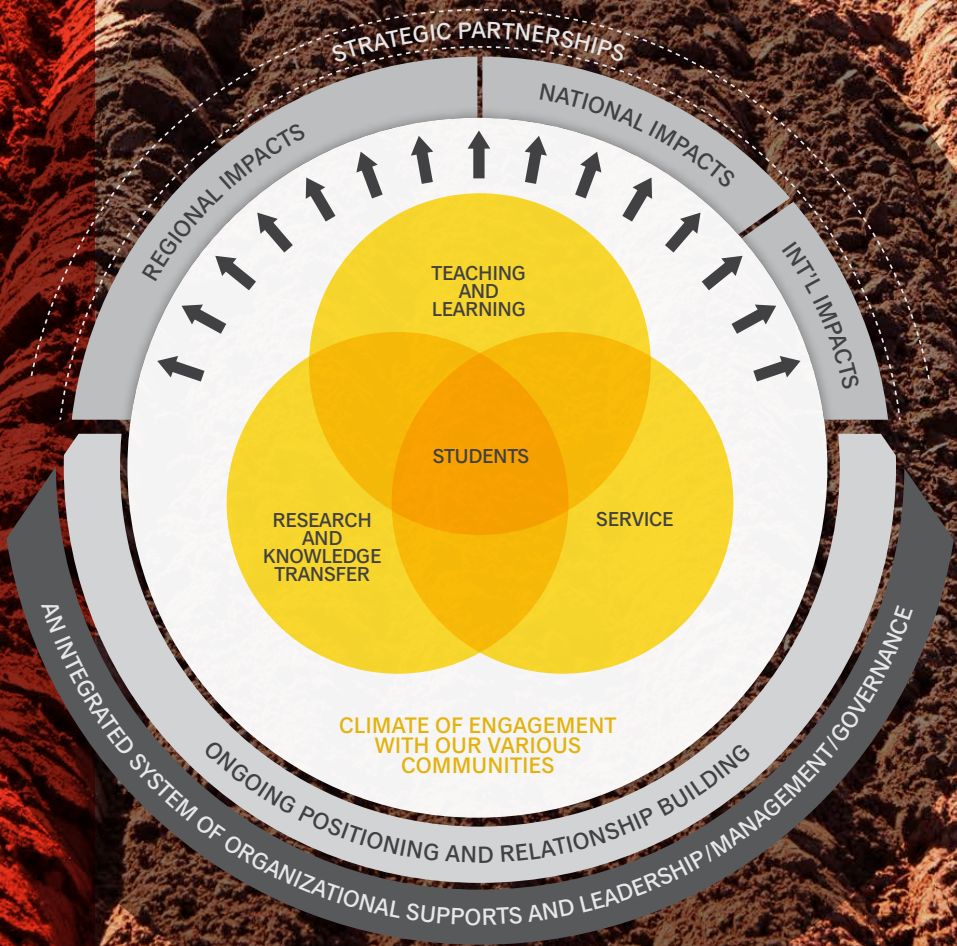 STRATEGIC PARTNERSHIPS
REGIONAL IMPACTS
NATIONAL IMPACTS
INT'L IMPACTS
TEACHING
AND
LEARNING
STUDENTS
RESEARCH
AND
KNOWLEDGE
TRANSFER
SERVICE
CLIMATE OF ENGAGEMENT
WITH OUR VARIOUS
COMMUNITIES
ONGOING POSITIONING AND RELATIONSHIP BUILDING
AN INTEGRATED SYSTEM OF ORGANIZATIONAL SUPPORTS AND LEADERSHIP/MANAGEMENT/GOVERNANCE